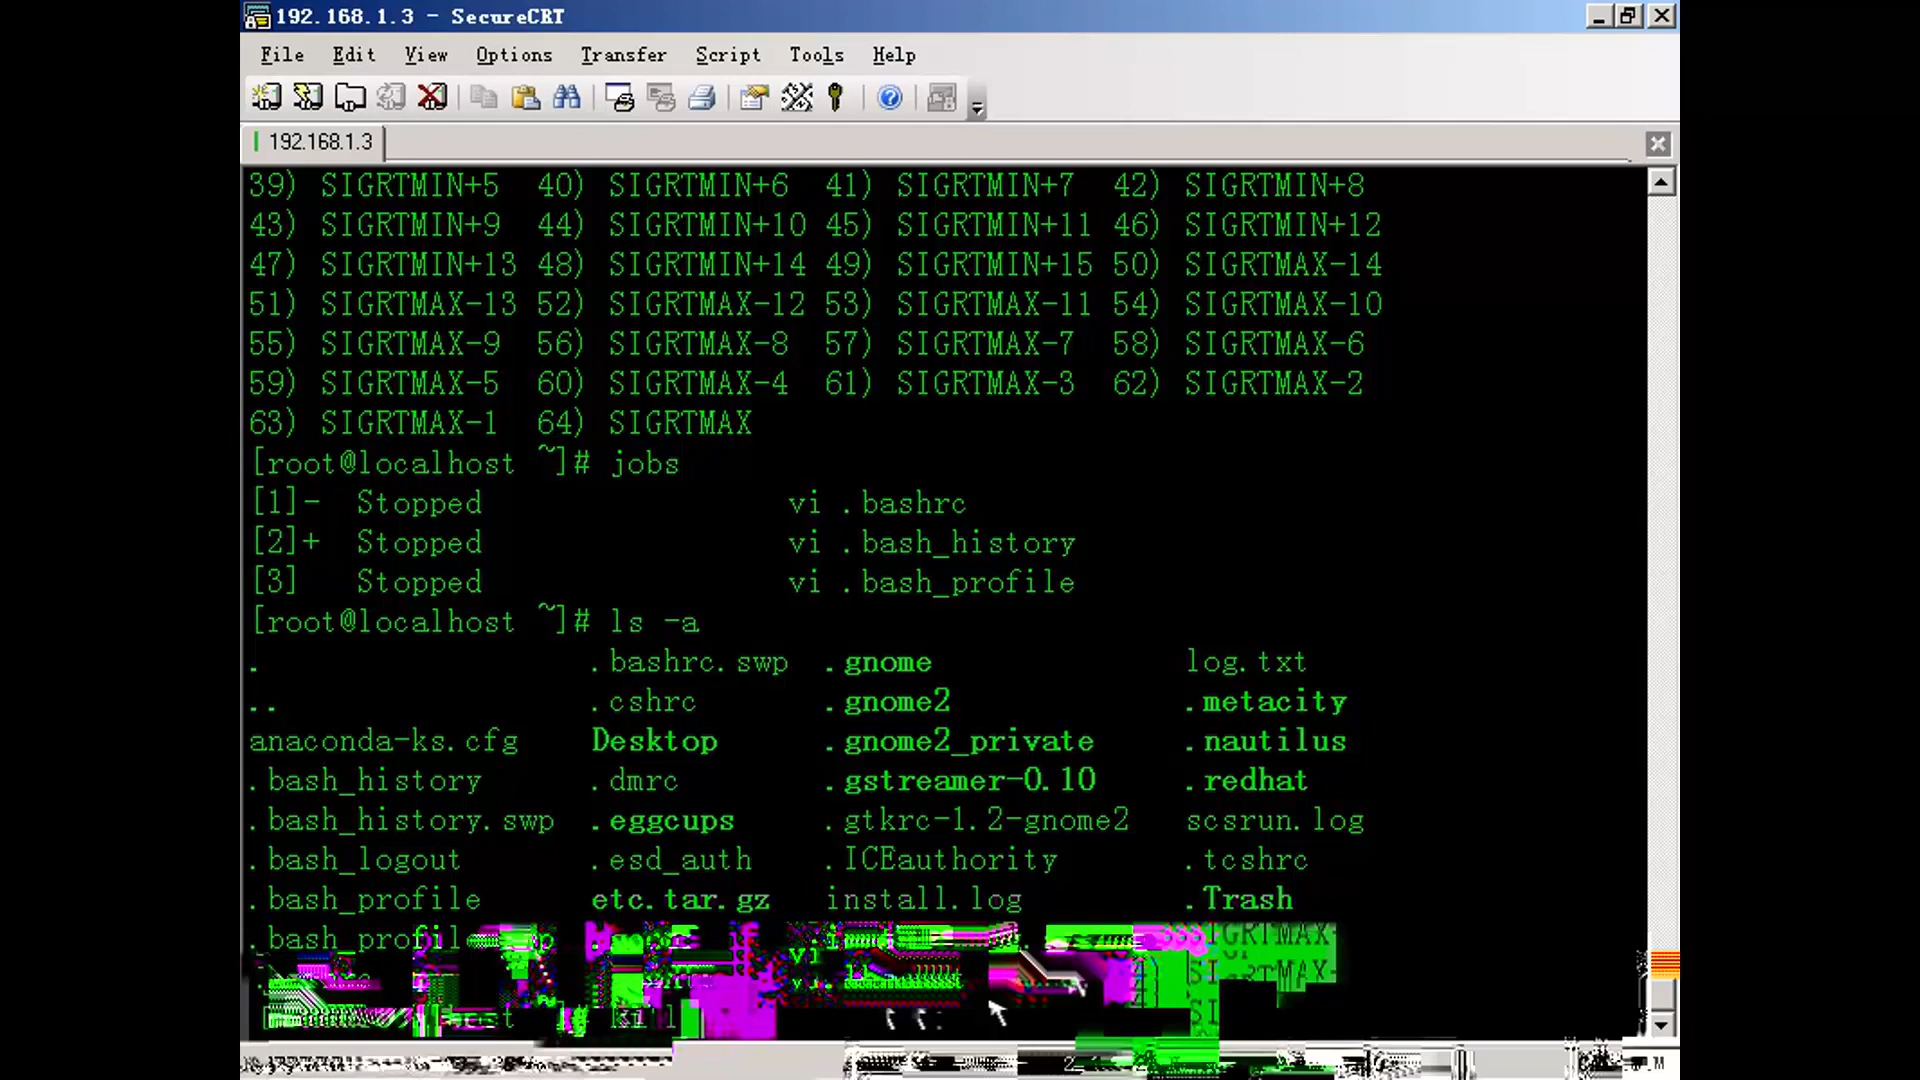 192.168.1.3 - SecureCRT
File Edit View Options Transfer Script Tools Help
192.168.1.3
39) SIGRTMIN+5 40) SIGRTMIN+6 41) SIGRTMIN+7 42) SIGRTMIN+8
43) SIGRTMIN+9 44) SIGRTMIN+10 45) SIGRTMIN+11 46) SIGRTMIN+12
47) SIGRTMIN+13 48) SIGRTMIN+14 49) SIGRTMIN+15 50) SIGRTMAX-14
51) SIGRTMAX-13 52) SIGRTMAX-12 53) SIGRTMAX-11 54) SIGRTMAX-10
55) SIGRTMAX-9 56) SIGRTMAX-8 57) SIGRTMAX-7 58) SIGRTMAX-6
59) SIGRTMAX-5 60) SIGRTMAX-4 61) SIGRTMAX-3 62) SIGRTMAX-2
63) SIGRTMAX-1 64) SIGRTMAX
[root@localhost ~]# jobs
[1]- Stopped vi .bashrc
[2]+ Stopped vi .bash_history
[3] Stopped vi .bash_profile
[root@localhost ~]# ls -a
. .bashrc.swp .gnome log.txt
.. .cshrc .gnome2 .metacity
anaconda-ks.cfg Desktop .gnome2_private .nautilus
.bash_history .dmrc .gstreamer-0.10 .redhat
.bash_history.swp .eggcups .gtkrc-1.2-gnome2 scsrun.log
.bash_logout .esd_auth .ICEauthority .tcshrc
.bash_profile etc.tar.gz install.log .Trash